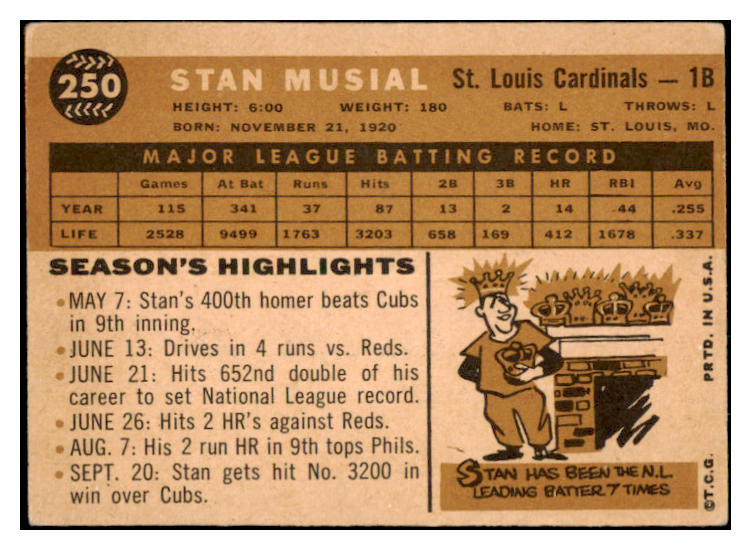 250
STAN MUSIAL St. Louis Cardinals — 1B
HEIGHT: 6:00 WEIGHT: 180 BATS: L THROWS: L
BORN: NOVEMBER 21, 1920 HOME: ST. LOUIS, MO.
MAJOR LEAGUE BATTING RECORD
Games At Bat Runs Hits 2B 3B HR RBI Avg
YEAR 115 341 37 87 13 2 14 44 .255
LIFE 2528 9499 1763 3203 658 169 412 1678 .337
SEASON'S HIGHLIGHTS
• MAY 7: Stan's 400th homer beats Cubs
in 9th inning.
• JUNE 13: Drives in 4 runs vs. Reds.
• JUNE 21: Hits 652nd double of his
career to set National League record.
• JUNE 26: Hits 2 HR's against Reds.
• AUG. 7: His 2 run HR in 9th tops Phils.
• SEPT. 20: Stan gets hit No. 3200 in
win over Cubs.
STAN HAS BEEN THE N.L.
LEADING BATTER 7 TIMES
©T.C.G. PRTD. IN U.S.A.